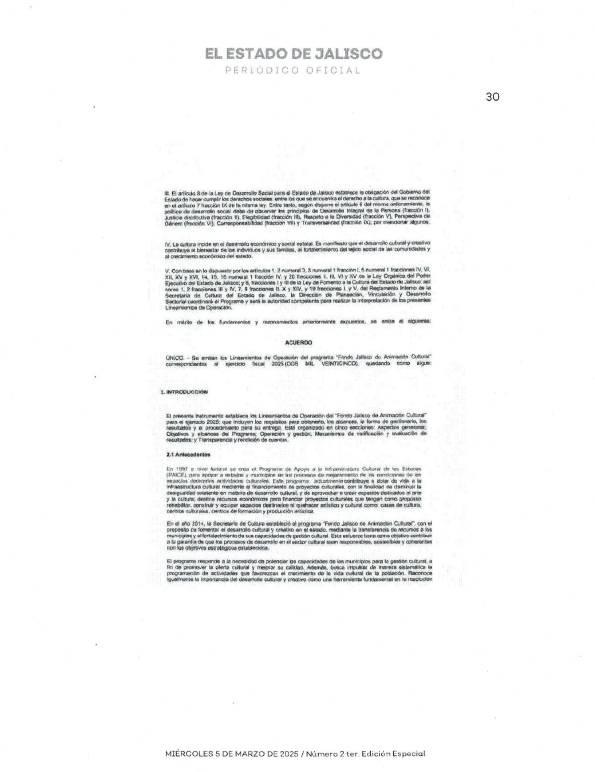 EL ESTADO DE JALISCO
PERIÓDICO OFICIAL
30
III. El artículo 8 de la Ley de Desarrollo Social para el Estado de Jalisco establece la obligación del Gobierno del
Estado de hacer cumplir los derechos sociales, entre los que se encuentra el derecho a la cultura, que se reconoce
en el artículo 7 fracción IX de la misma ley. Entre tanto, según dispone el artículo 6 del mismo ordenamiento, la
política de desarrollo social debe de observar los principios de Desarrollo Integral de la Persona (fracción I),
Justicia distributiva (fracción II), Elegibilidad (fracción III), Respeto a la Diversidad (fracción V), Perspectiva de
Género (fracción VI), Corresponsabilidad (fracción VII) y Transversalidad (fracción IX); por mencionar algunos.
IV. La cultura incide en el desarrollo económico y social estatal. Es manifiesto que el desarrollo cultural y creativo
contribuye al bienestar de los individuos y sus familias, al fortalecimiento del tejido social de las comunidades y
al crecimiento económico del estado.
V. Con base en lo dispuesto por los artículos 1, 2 numeral 3, 3 numeral 1 fracción I, 5 numeral 1 fracciones IV, VI,
XII, XV y XVI, 14, 15, 16 numeral 1 fracción IV, y 20 fracciones I, III, VI y XV de la Ley Orgánica del Poder
Ejecutivo del Estado de Jalisco; y 6, fracciones I y III de la Ley de Fomento a la Cultura del Estado de Jalisco; así
como 1, 2 fracciones III y IV, 7, 9 fracciones II, X y XIV, y 19 fracciones I, y V, del Reglamento Interno de la
Secretaría de Cultura del Estado de Jalisco, la Dirección de Planeación, Vinculación y Desarrollo
Sectorial coordinará el Programa y será la autoridad competente para realizar la interpretación de los presentes
Lineamientos de Operación.
En mérito de los fundamentos y razonamientos anteriormente expuestos, se emite el siguiente:
ACUERDO
ÚNICO. - Se emiten los Lineamientos de Operación del programa "Fondo Jalisco de Animación Cultural"
correspondientes al ejercicio fiscal 2025 (DOS MIL VEINTICINCO), quedando como sigue:
1. INTRODUCCIÓN
El presente instrumento establece los Lineamientos de Operación del "Fondo Jalisco de Animación Cultural"
para el ejercicio 2025; que incluyen los requisitos para obtenerlo, los alcances, la forma de gestionarlo, los
resultados y el procedimiento para su entrega. Está organizado en cinco secciones: Aspectos generales;
Objetivos y alcances del Programa; Operación y gestión; Mecanismos de verificación y evaluación de
resultados; y Transparencia y rendición de cuentas.
2.1 Antecedentes
En 1997 a nivel federal se crea el Programa de Apoyo a la Infraestructura Cultural de los Estados
(PAICE), para apoyar a estados y municipios en los procesos de mejoramiento de las condiciones de los
espacios dedicados actividades culturales. Este programa actualmente contribuye a dotar de vida a la
infraestructura cultural mediante el financiamiento de proyectos culturales, con la finalidad de disminuir la
desigualdad existente en materia de desarrollo cultural, y de aprovechar o crear espacios dedicados al arte
y la cultura; destina recursos económicos para financiar proyectos culturales que tengan como propósito
rehabilitar, construir y equipar espacios destinados al quehacer artístico y cultural como: casas de cultura,
centros culturales, centros de formación y producción artística.
En el año 2014, la Secretaría de Cultura estableció el programa "Fondo Jalisco de Animación Cultural", con el
propósito de fomentar el desarrollo cultural y creativo en el estado, mediante la transferencia de recursos a los
municipios y el fortalecimiento de sus capacidades de gestión cultural. Este esfuerzo tiene como objetivo contribuir
a la garantía de que los procesos de desarrollo en el sector cultural sean responsables, sostenibles y coherentes
con los objetivos estratégicos establecidos.
El programa responde a la necesidad de potenciar las capacidades de los municipios para la gestión cultural, a
fin de promover la oferta cultural y mejorar su calidad. Además, busca impulsar de manera sistemática la
programación de actividades que favorezcan el crecimiento de la vida cultural de la población. Reconoce
igualmente la importancia del desarrollo cultural y creativo como una herramienta fundamental en la resolución
MIÉRCOLES 5 DE MARZO DE 2025 / Número 2 ter. Edición Especial